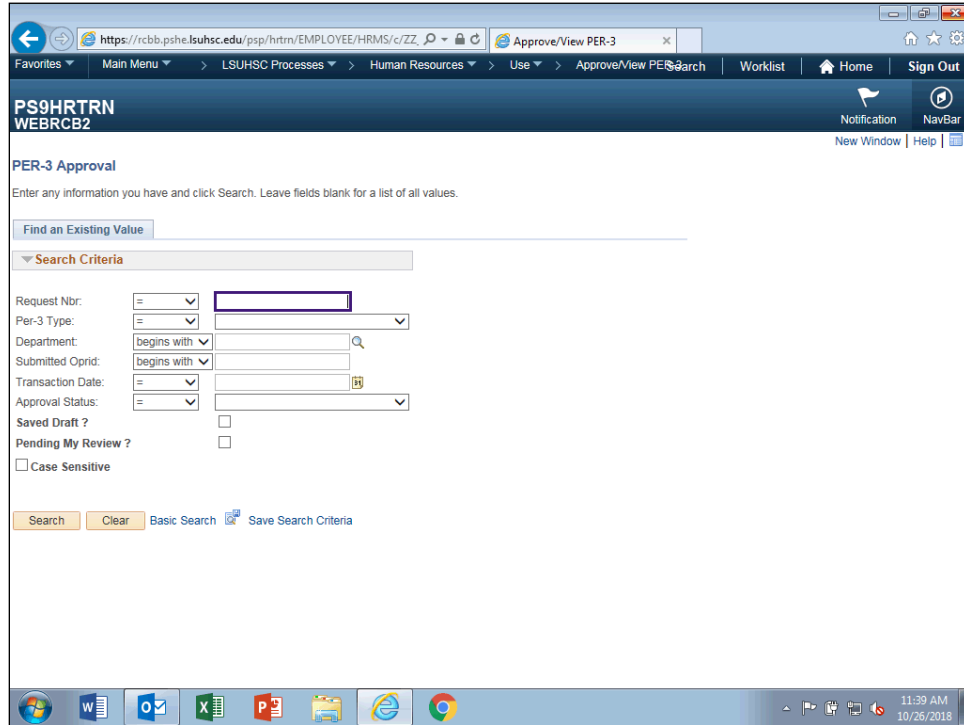 https://rcbb.pshe.lsuhsc.edu/psp/hrtrn/EMPLOYEE/HRMS/c/ZZ_ Approve/View PER-3
Favorites Main Menu > LSUHSC Processes > Human Resources > Use > Approve/View PER-3 Search Worklist Home Sign Out
PS9HRTRN
WEBRCB2
Notification NavBar
New Window | Help |
PER-3 Approval
Enter any information you have and click Search. Leave fields blank for a list of all values.
Find an Existing Value
Search Criteria
Request Nbr: =
Per-3 Type: =
Department: begins with
Submitted Oprid: begins with
Transaction Date: = 31
Approval Status: =
Saved Draft ?
Pending My Review ?
Case Sensitive
Search Clear Basic Search Save Search Criteria
11:39 AM
10/26/2018